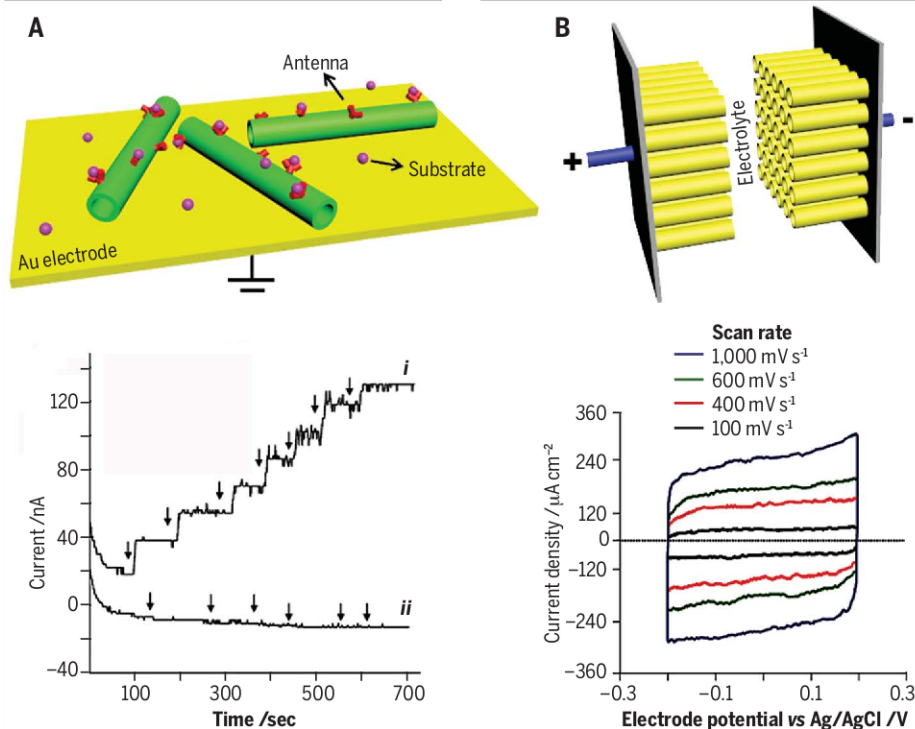 A
Antenna
Substrate
Au electrode
B
+
Electrolyte
-
Current /nA
120
80
40
0
−40
i
ii
100
300
500
700
Time /sec
Scan rate
1,000 mV s⁻¹
600 mV s⁻¹
400 mV s⁻¹
100 mV s⁻¹
Current density / µA cm⁻²
360
240
120
0
−120
−240
−360
−0.3
−0.1
0.1
0.3
Electrode potential vs Ag/AgCl /V